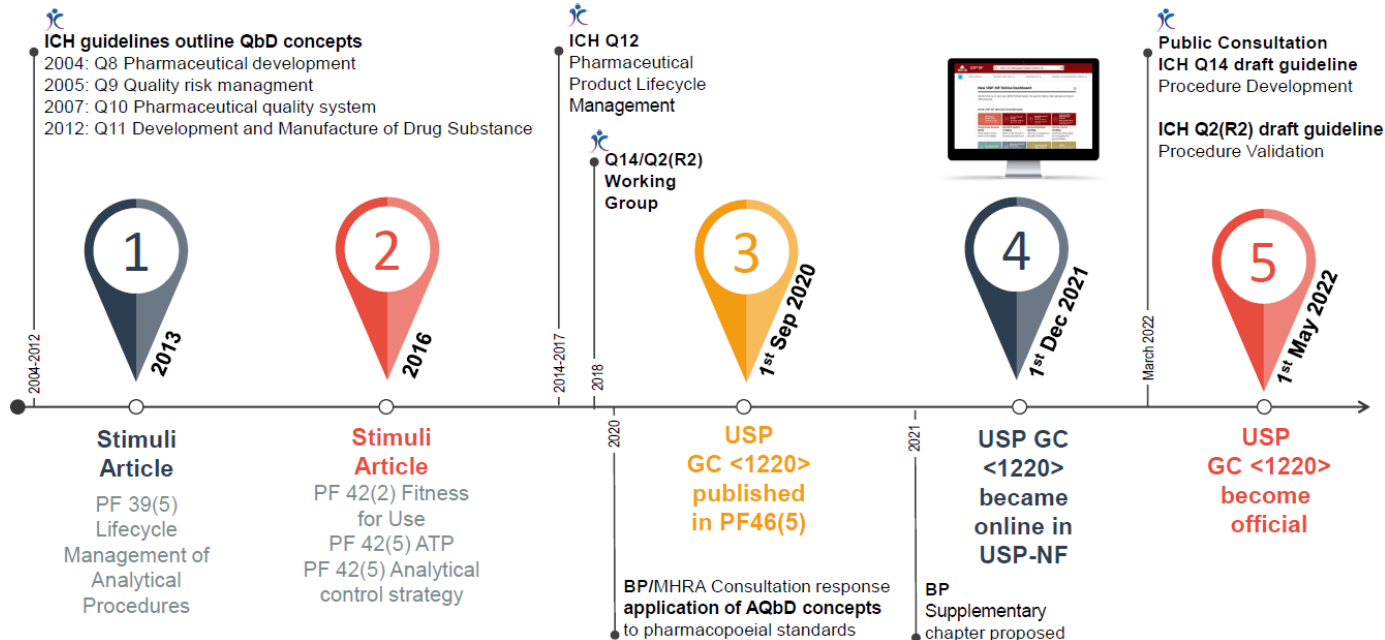 ICH guidelines outline QbD concepts
2004: Q8 Pharmaceutical development
2005: Q9 Quality risk managment
2007: Q10 Pharmaceutical quality system
2012: Q11 Development and Manufacture of Drug Substance
2004-2012
1
2013
Stimuli
Article
PF 39(5)
Lifecycle
Management of
Analytical
Procedures
2
2016
Stimuli
Article
PF 42(2) Fitness
for Use
PF 42(5) ATP
PF 42(5) Analytical
control strategy
ICH Q12
Pharmaceutical
Product Lifecycle
Management
2014-2017
Q14/Q2(R2)
Working
Group
2018
2020
BP/MHRA Consultation response
application of AQbD concepts
to pharmacopoeial standards
3
1st Sep 2020
USP
GC <1220>
published
in PF46(5)
2021
BP
Supplementary
chapter proposed
4
1st Dec 2021
USP GC
<1220>
became
online in
USP-NF
Public Consultation
ICH Q14 draft guideline
Procedure Development
ICH Q2(R2) draft guideline
Procedure Validation
March 2022
5
1st May 2022
USP
GC <1220>
become
official